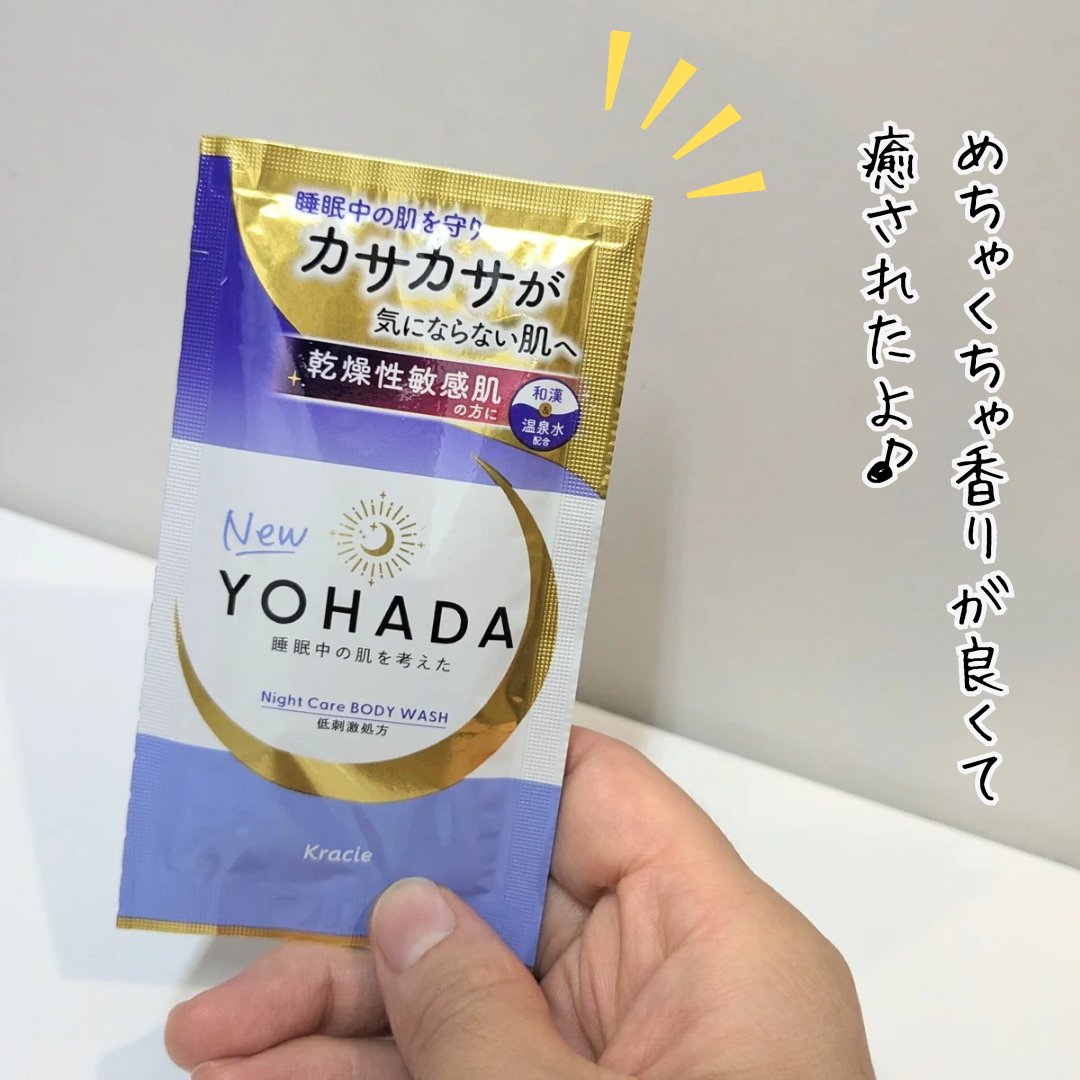 めちゃくちゃ香りが良くて
癒されたよ♪
睡眠中の肌を守り
カサカサが
気にならない肌へ
乾燥性敏感肌
の方に
和漢
&
温泉水
配合
New
YOHADA
睡眠中の肌を考えた
Night Care BODY WASH
低刺激処方
Kracie